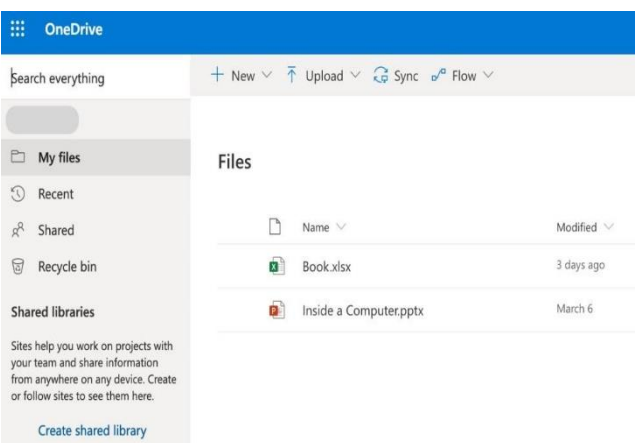 OneDrive
Search everything
+ New Upload Sync Flow
My files
Recent
Shared
Recycle bin
Shared libraries
Sites help you work on projects with
your team and share information
from anywhere on any device. Create
or follow sites to see them here.
Create shared library
Files
Name Modified
Book.xlsx 3 days ago
Inside a Computer.pptx March 6